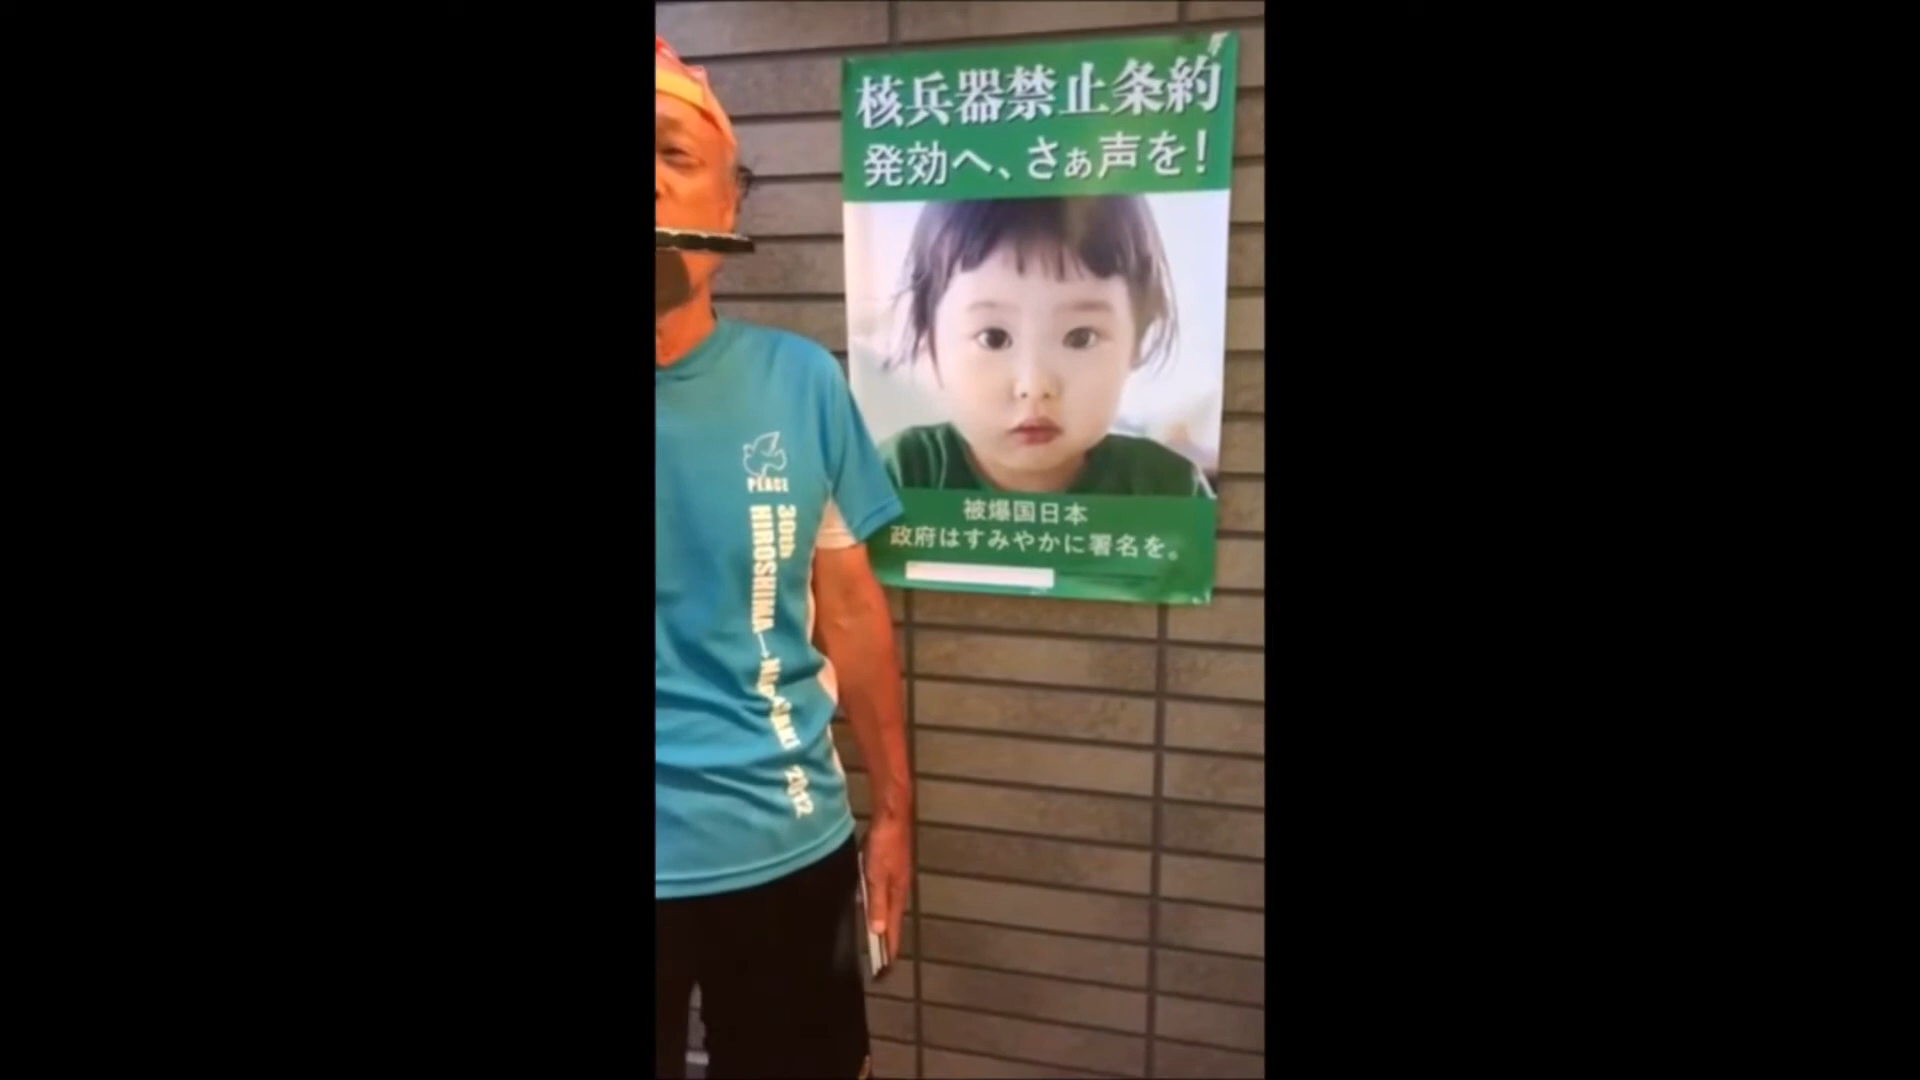 核兵器禁止条約
発効へ、さぁ声を!
被爆国日本
政府はすみやかに署名を。
PEACE
30th
HIROSHIMA→NAGASAKI 2012